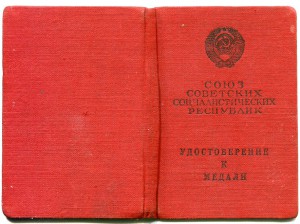 СОЮЗ
СОВЕТСКИХ
СОЦИАЛИСТИЧЕСКИХ
РЕСПУБЛИК
УДОСТОВЕРЕНИЕ
К
МЕДАЛИ